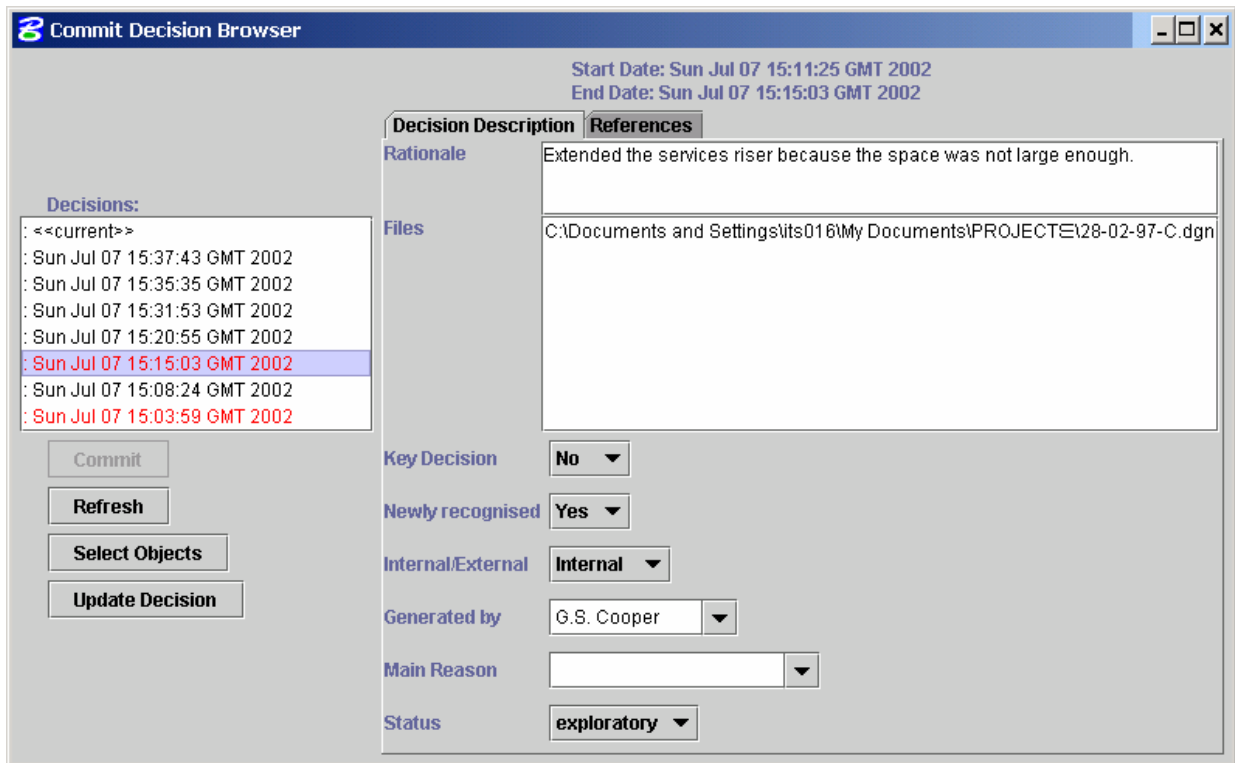 Commit Decision Browser
Start Date: Sun Jul 07 15:11:25 GMT 2002
End Date: Sun Jul 07 15:15:03 GMT 2002
Decision Description References
Rationale
Extended the services riser because the space was not large enough.
Decisions:
: <<current>>
: Sun Jul 07 15:37:43 GMT 2002
: Sun Jul 07 15:35:35 GMT 2002
: Sun Jul 07 15:31:53 GMT 2002
: Sun Jul 07 15:20:55 GMT 2002
: Sun Jul 07 15:15:03 GMT 2002
: Sun Jul 07 15:08:24 GMT 2002
: Sun Jul 07 15:03:59 GMT 2002
Files
C:\Documents and Settings\its016\My Documents\PROJECTE\28-02-97-C.dgn
Commit
Refresh
Select Objects
Update Decision
Key Decision No
Newly recognised Yes
Internal/External Internal
Generated by G.S. Cooper
Main Reason
Status exploratory